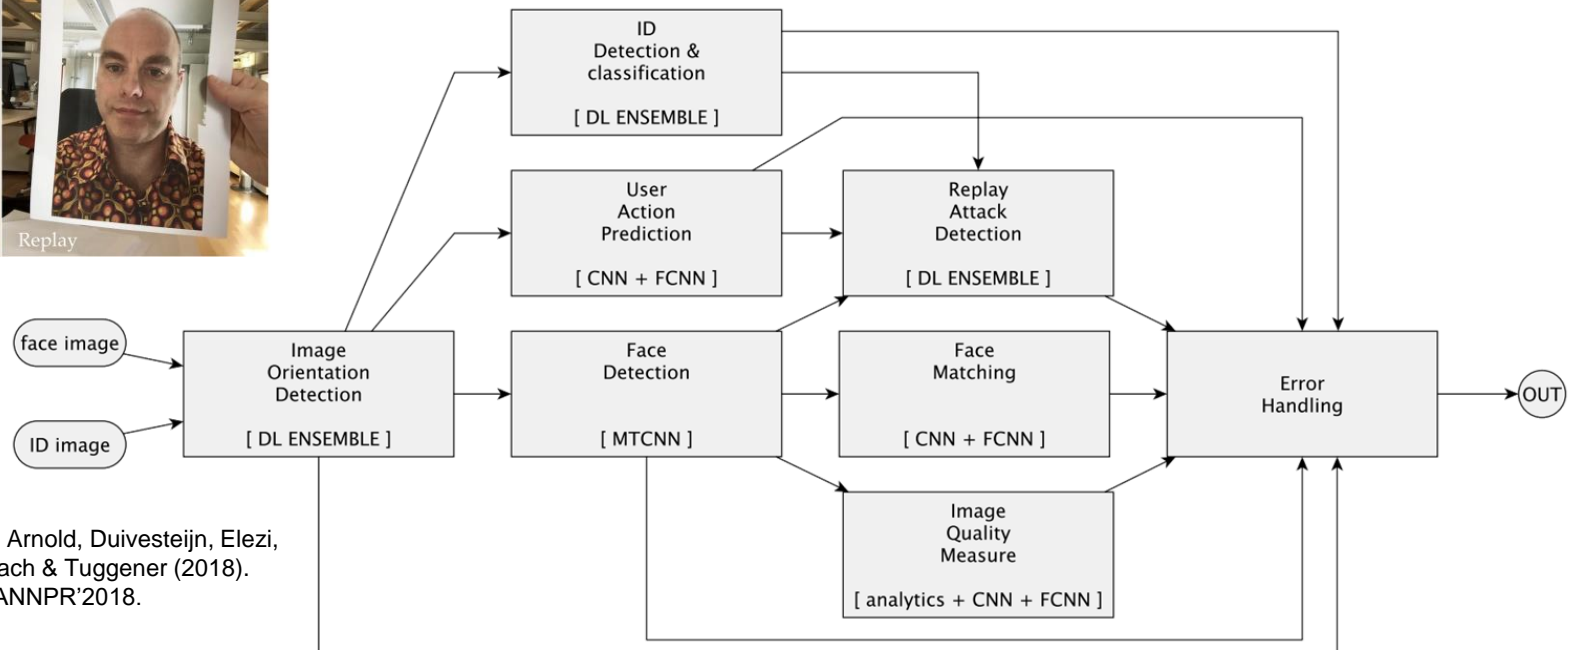 Replay
ID
Detection &
classification
[ DL ENSEMBLE ]
User
Action
Prediction
[ CNN + FCNN ]
Replay
Attack
Detection
[ DL ENSEMBLE ]
face image
ID image
Image
Orientation
Detection
[ DL ENSEMBLE ]
Face
Detection
[ MTCNN ]
Face
Matching
[ CNN + FCNN ]
Error
Handling
OUT
Image
Quality
Measure
[ analytics + CNN + FCNN ]
Arnold, Duivesteijn, Elezi,
& Tuggener (2018).
ANNPR’2018.